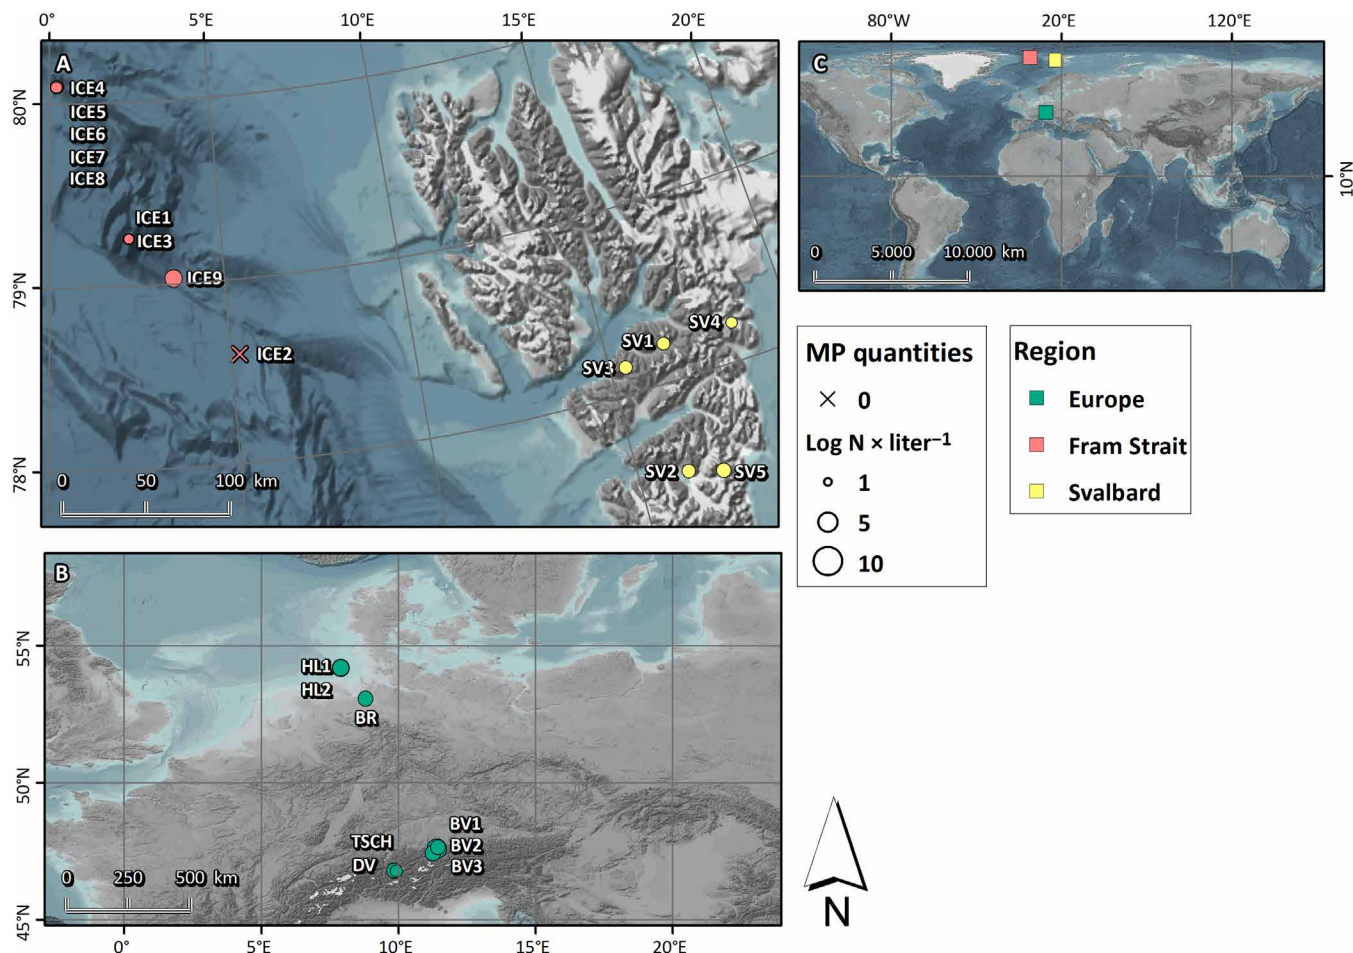 0°
5°E
10°E
15°E
20°E
A
80°N
79°N
78°N
ICE4
ICE5
ICE6
ICE7
ICE8
ICE1
ICE3
ICE9
ICE2
SV4
SV1
SV3
SV2
SV5
0 50 100 km
80°W
20°E
120°E
C
10°N
0 5.000 10.000 km
MP quantities
0
Log N × liter⁻¹
1
5
10
Region
Europe
Fram Strait
Svalbard
B
55°N
50°N
45°N
HL1
HL2
BR
BV1
TSCH
BV2
DV
BV3
0 250 500 km
0°
5°E
10°E
15°E
20°E
N